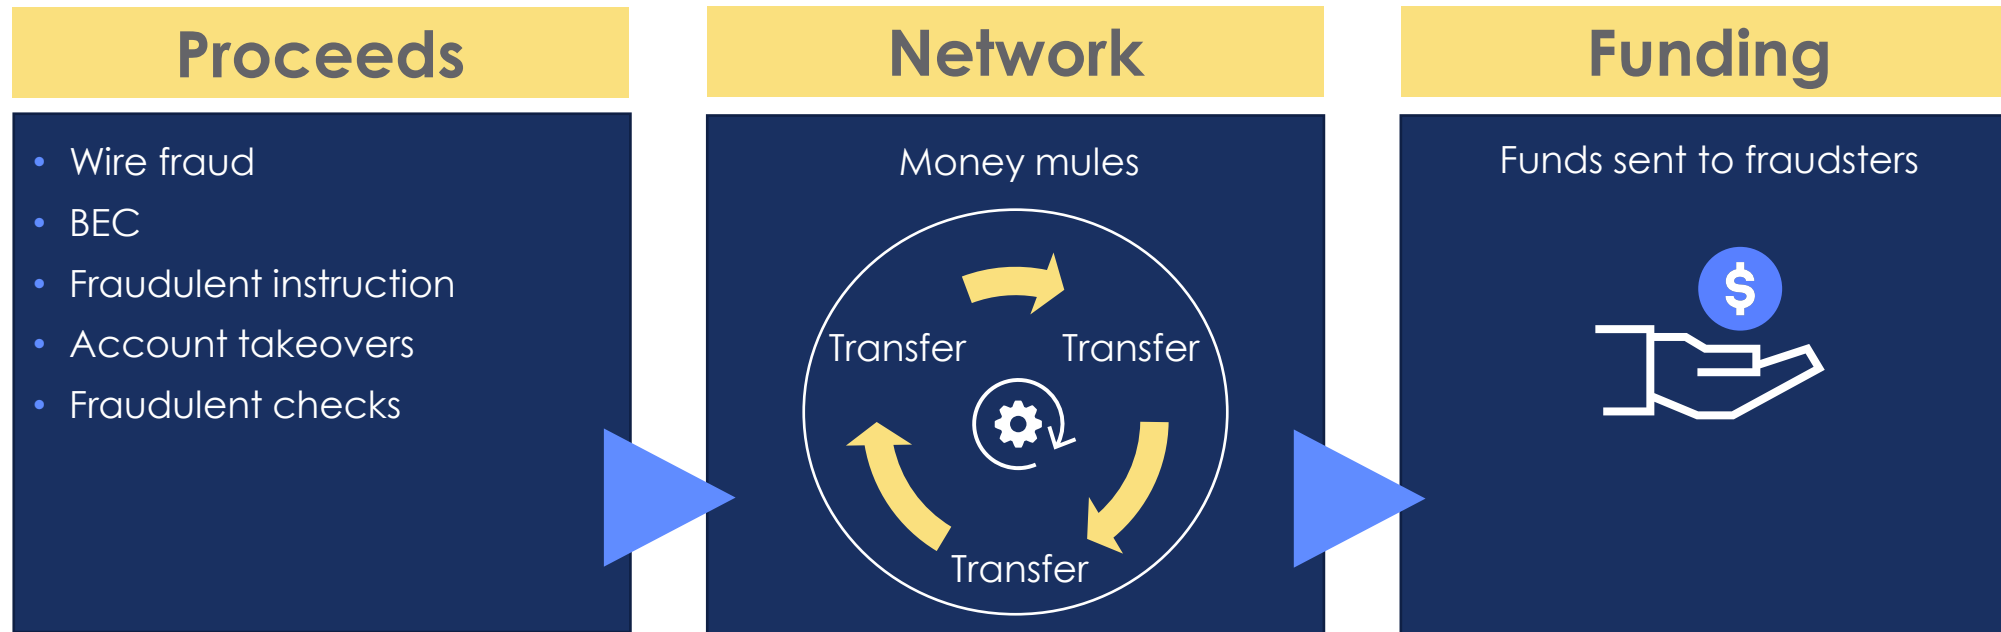 Proceeds
• Wire fraud
• BEC
• Fraudulent instruction
• Account takeovers
• Fraudulent checks
Network
Money mules
Transfer Transfer
Transfer
Funding
Funds sent to fraudsters
$